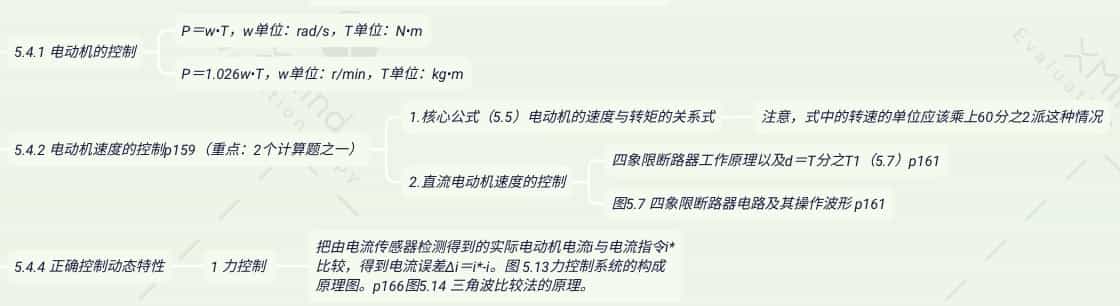 P＝w•T，w单位：rad/s，T单位：N•m
5.4.1 电动机的控制
P＝1.026w•T，w单位：r/min，T单位：kg•m
1.核心公式（5.5）电动机的速度与转矩的关系式
注意，式中的转速的单位应该乘上60分之2派这种情况
5.4.2 电动机速度的控制p159（重点：2个计算题之一）
四象限断路器工作原理以及d＝T分之T1（5.7）p161
2.直流电动机速度的控制
图5.7 四象限断路器电路及其操作波形 p161
把由电流传感器检测得到的实际电动机电流i与电流指令i*
5.4.4 正确控制动态特性
1 力控制
比较，得到电流误差Δi＝i*-i。图 5.13力控制系统的构成
原理图。p166图5.14 三角波比较法的原理。